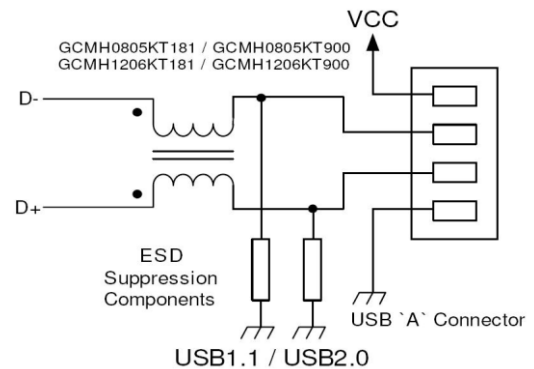 VCC
GCMH0805KT181 / GCMH0805KT900
GCMH1206KT181 / GCMH1206KT900
D-
D+
ESD
Suppression
Components
USB `A` Connector
USB1.1 / USB2.0